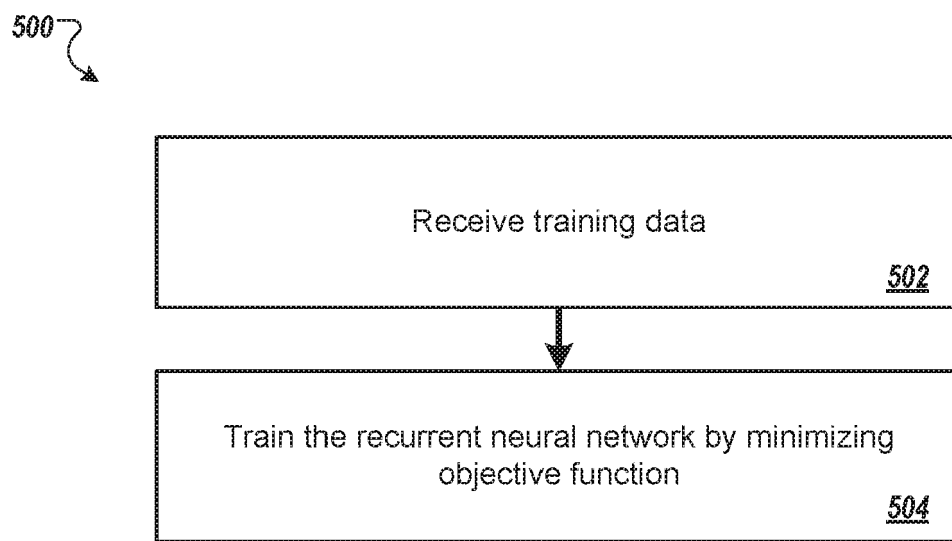 500
Receive training data
502
Train the recurrent neural network by minimizing
objective function
504